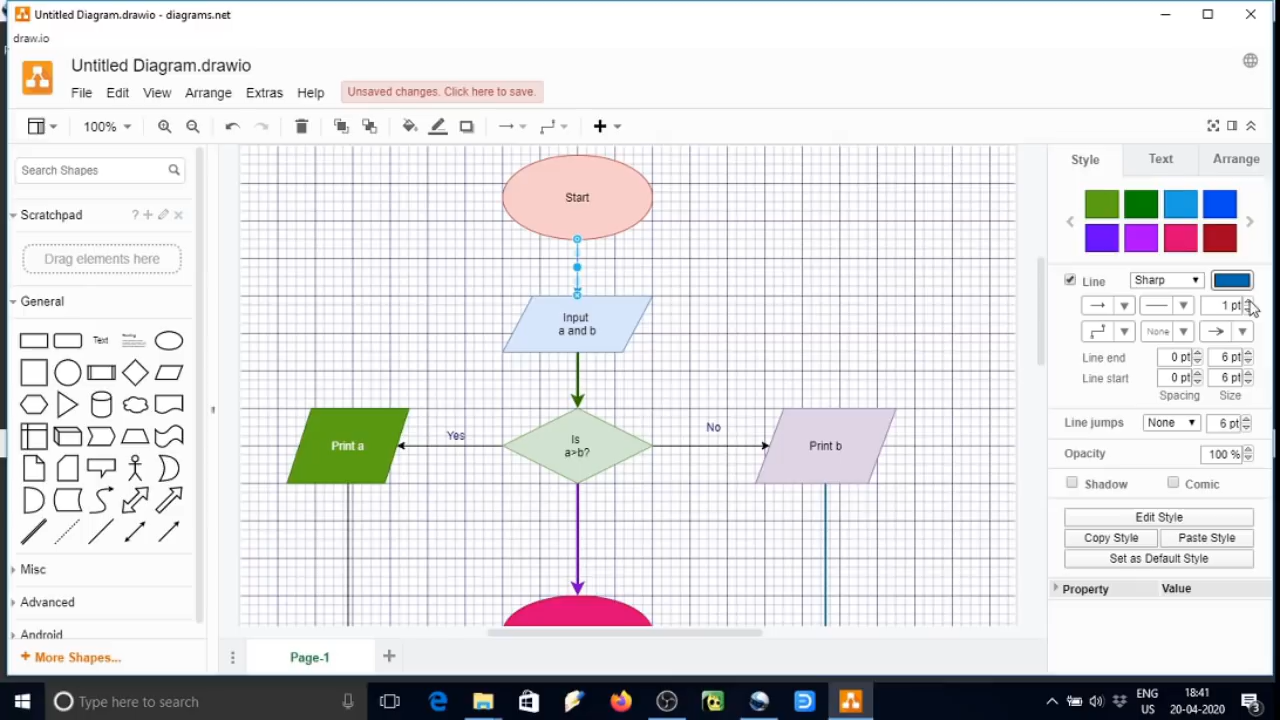 Untitled Diagram.drawio - diagrams.net
draw.io
Untitled Diagram.drawio
File Edit View Arrange Extras Help Unsaved changes. Click here to save.
100%
Search Shapes
Scratchpad
?
Drag elements here
General
Text
Heading
Misc
Advanced
Android
+ More Shapes...
Start
Input
a and b
Is
a>b?
Yes
No
Print a
Print b
Page-1
Style Text Arrange
Line Sharp
1 pt
None
Line end 0 pt 6 pt
Line start 0 pt 6 pt
Spacing Size
Line jumps None 6 pt
Opacity 100 %
Shadow Comic
Edit Style
Copy Style Paste Style
Set as Default Style
Property Value
Type here to search
ENG
US
18:41
20-04-2020
3